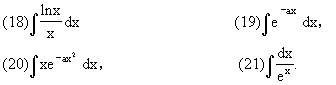 (18)∫lnx/x dx (19)∫e^-ax dx,
(20)∫xe^-ax² dx, (21)∫dx/e^x.